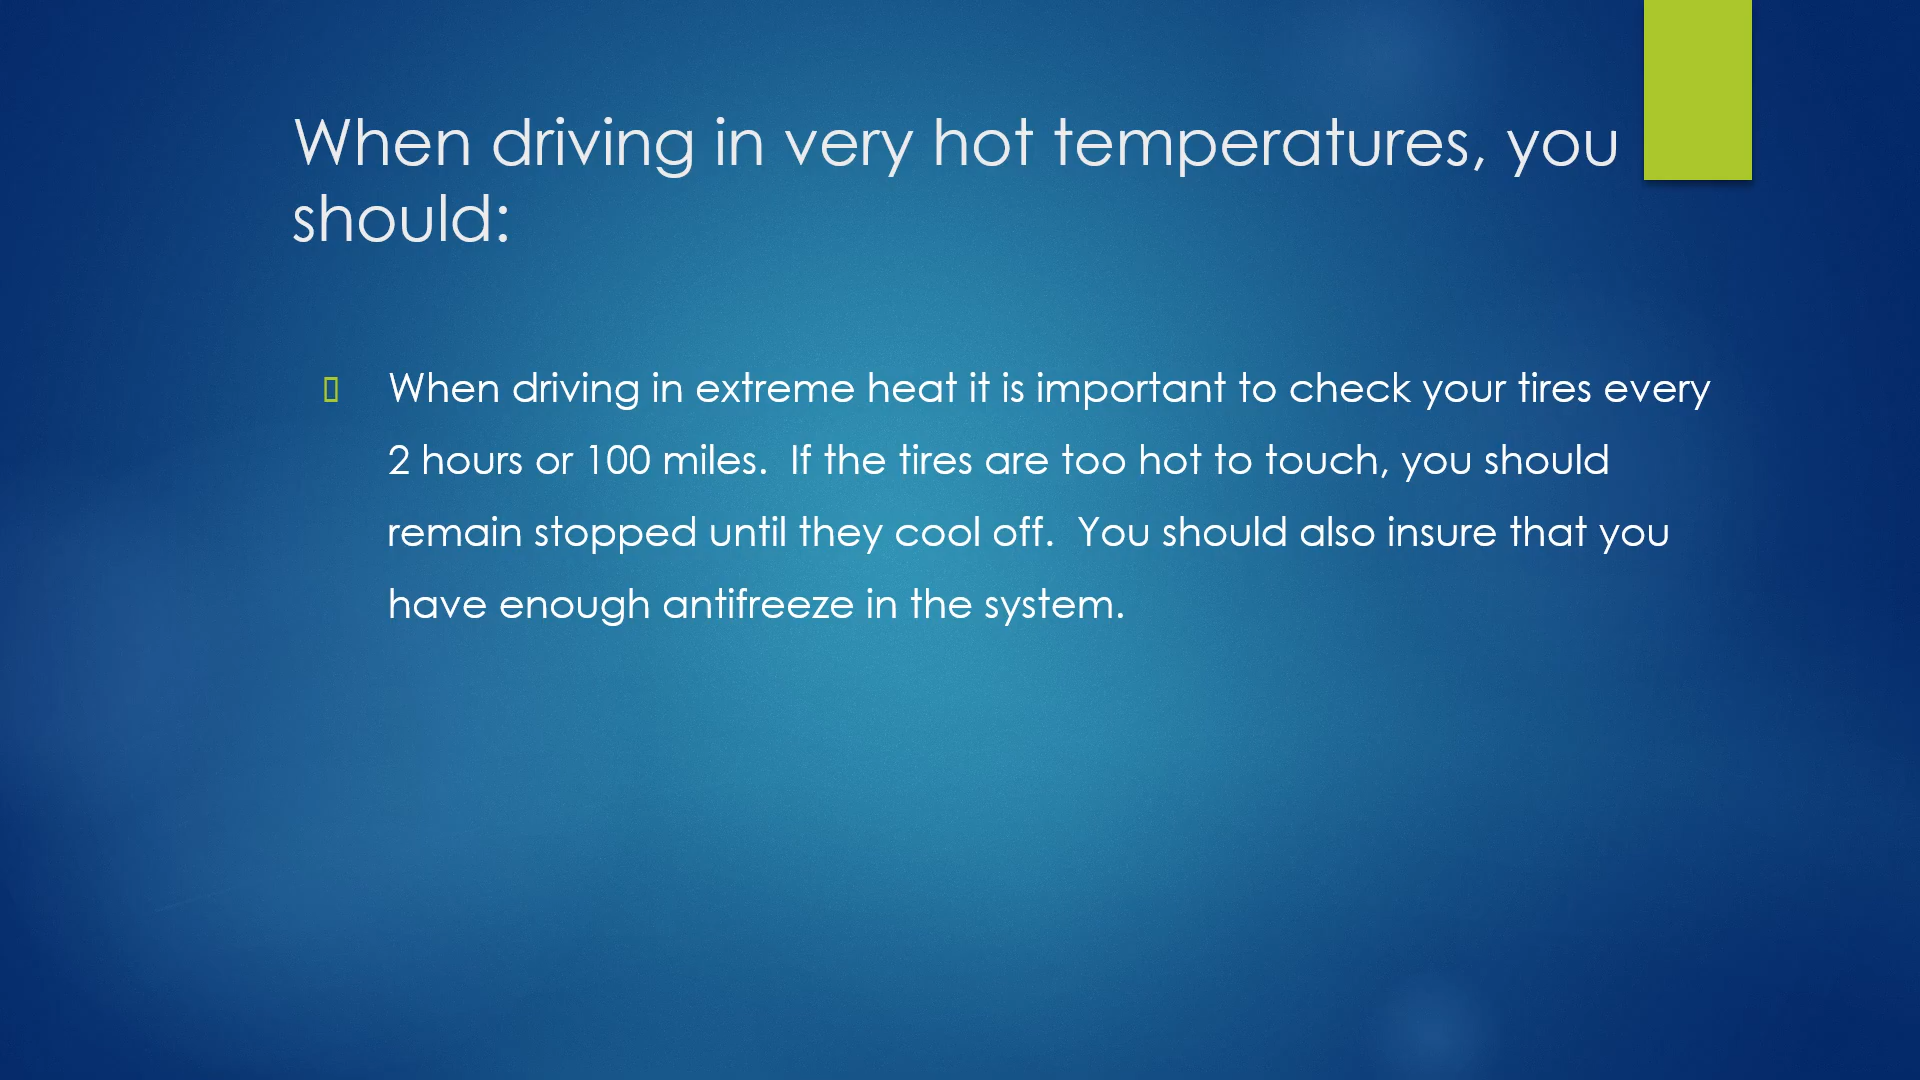 When driving in very hot temperatures, you
should:
When driving in extreme heat it is important to check your tires every
2 hours or 100 miles.  If the tires are too hot to touch, you should
remain stopped until they cool off.  You should also insure that you
have enough antifreeze in the system.